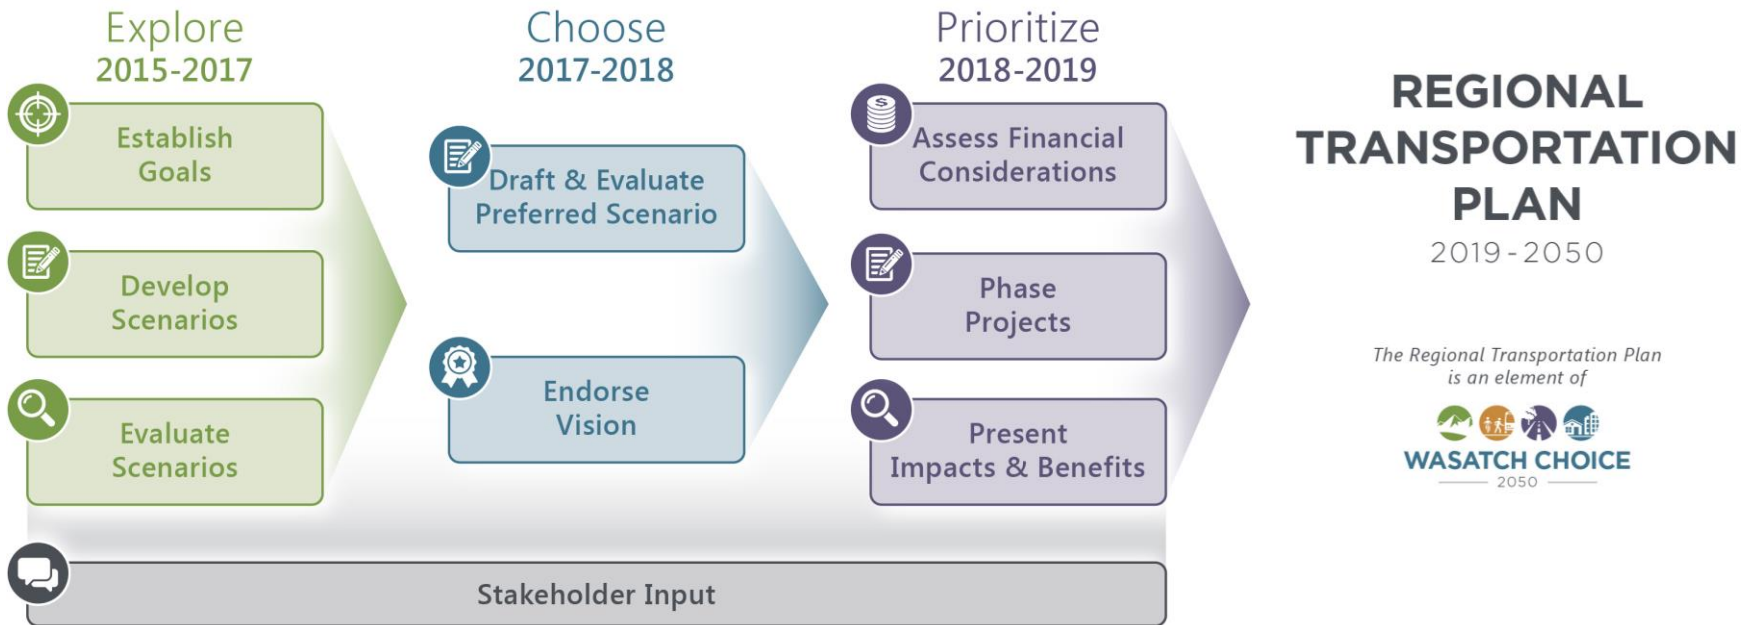 Explore
2015-2017
Establish
Goals
Develop
Scenarios
Evaluate
Scenarios
Choose
2017-2018
Draft & Evaluate
Preferred Scenario
Endorse
Vision
Prioritize
2018-2019
$
Assess Financial
Considerations
Phase
Projects
Present
Impacts & Benefits
Stakeholder Input
REGIONAL
TRANSPORTATION
PLAN
2019-2050
The Regional Transportation Plan
is an element of
WASATCH CHOICE
2050